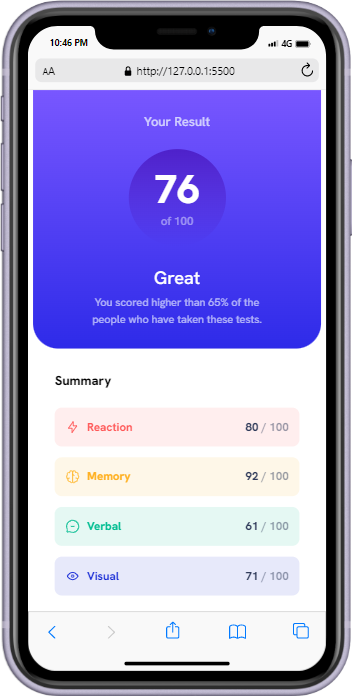 10:46 PM
4G
AA
http://127.0.0.1:5500
Your Result
76
of 100
Great
You scored higher than 65% of the
people who have taken these tests.
Summary
Reaction 80 / 100
Memory 92 / 100
Verbal 61 / 100
Visual 71 / 100